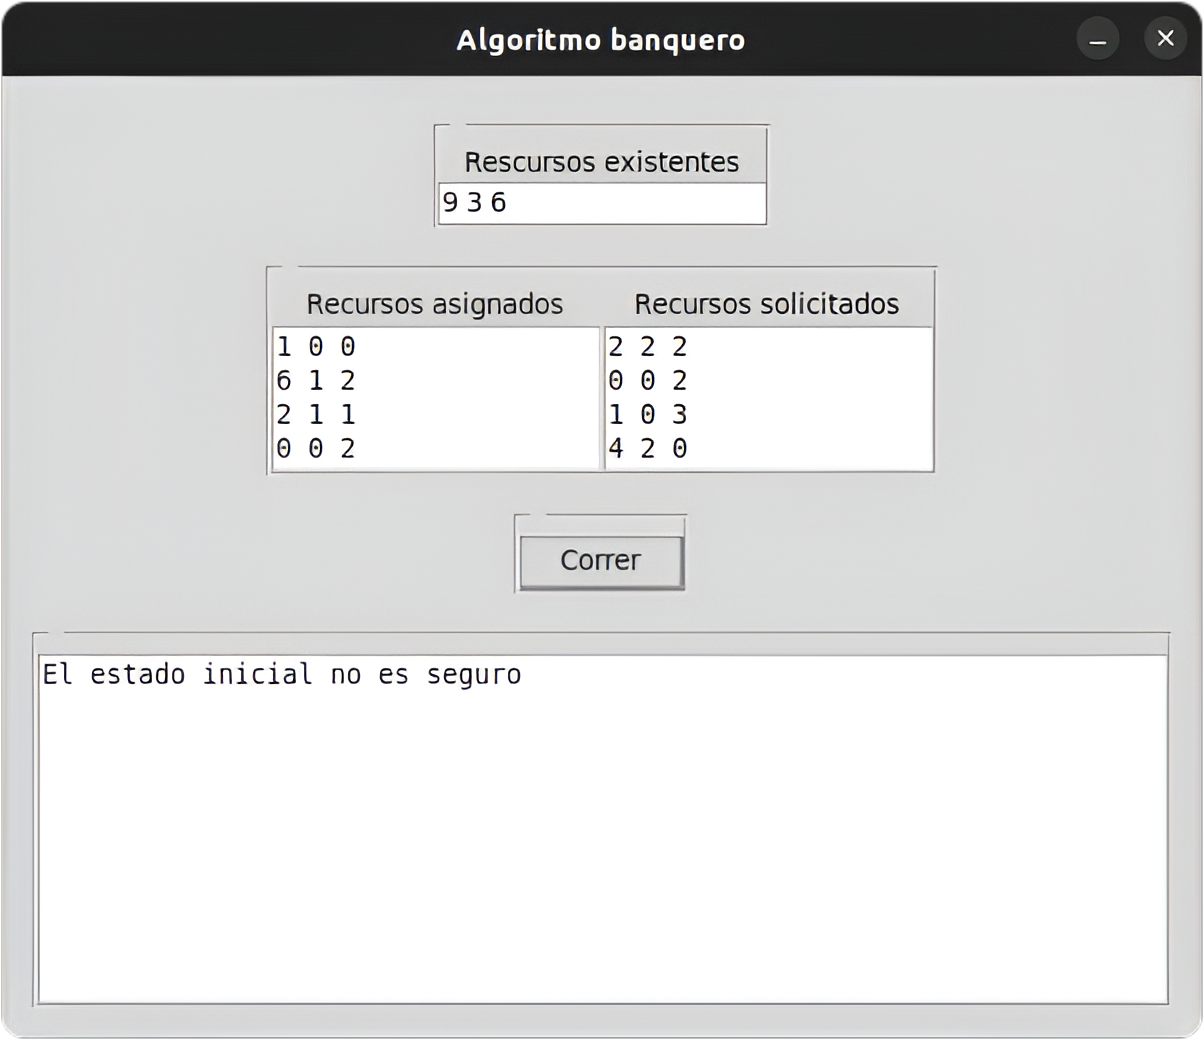 Algoritmo banquero
Rescursos existentes
9 3 6
Recursos asignados
1 0 0
6 1 2
2 1 1
0 0 2
Recursos solicitados
2 2 2
0 0 2
1 0 3
4 2 0
Correr
El estado inicial no es seguro